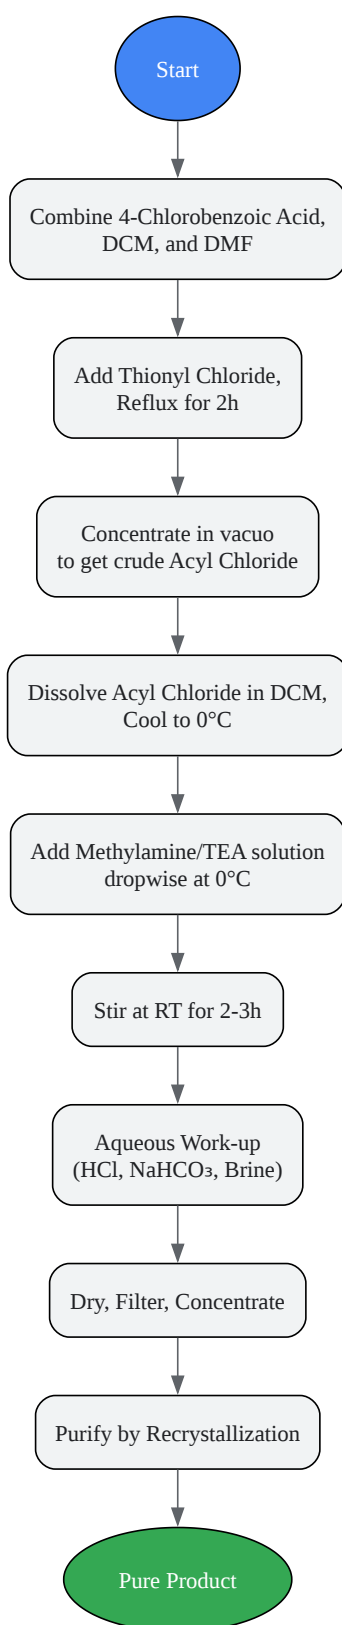 Start
Combine 4-Chlorobenzoic Acid,
DCM, and DMF
Add Thionyl Chloride,
Reflux for 2h
Concentrate in vacuo
to get crude Acyl Chloride
Dissolve Acyl Chloride in DCM,
Cool to 0°C
Add Methylamine/TEA solution
dropwise at 0°C
Stir at RT for 2-3h
Aqueous Work-up
(HCl, NaHCO₃, Brine)
Dry, Filter, Concentrate
Purify by Recrystallization
Pure Product